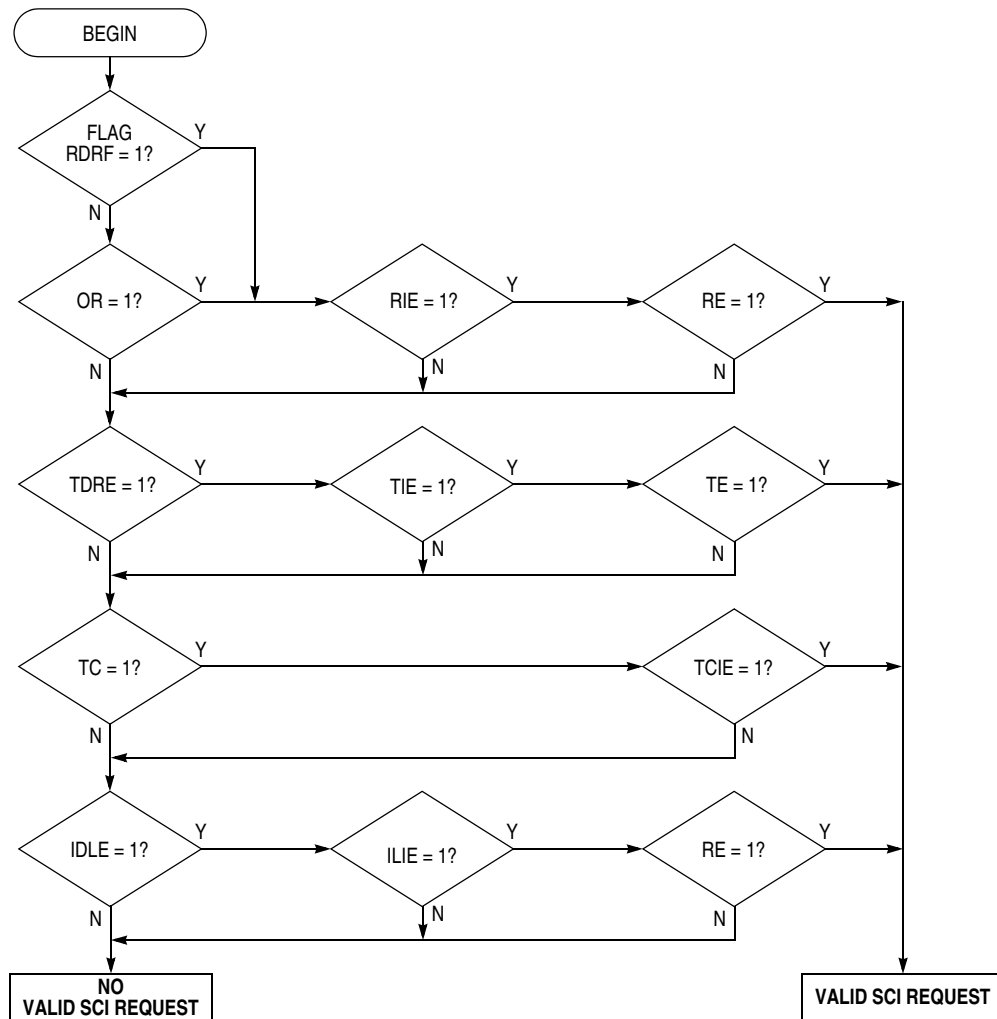 BEGIN
FLAG
RDRF = 1?
Y
N
OR = 1?
Y
RIE = 1?
Y
RE = 1?
Y
N
N
N
TDRE = 1?
Y
TIE = 1?
Y
TE = 1?
Y
N
N
N
TC = 1?
Y
TCIE = 1?
Y
N
N
IDLE = 1?
Y
ILIE = 1?
Y
RE = 1?
Y
N
N
N
NO
VALID SCI REQUEST
VALID SCI REQUEST